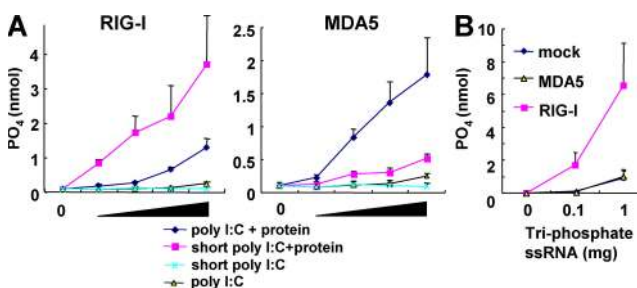 A
RIG-I
MDA5
B
PO4 (nmol)
4
3
2
1
0
0
2.5
2
1.5
1
0.5
0
0
PO4 (nmol)
10
8
6
4
2
0
mock
MDA5
RIG-I
0
0.1
1
Tri-phosphate
ssRNA (mg)
poly I:C + protein
short poly I:C+protein
short poly I:C
poly I:C